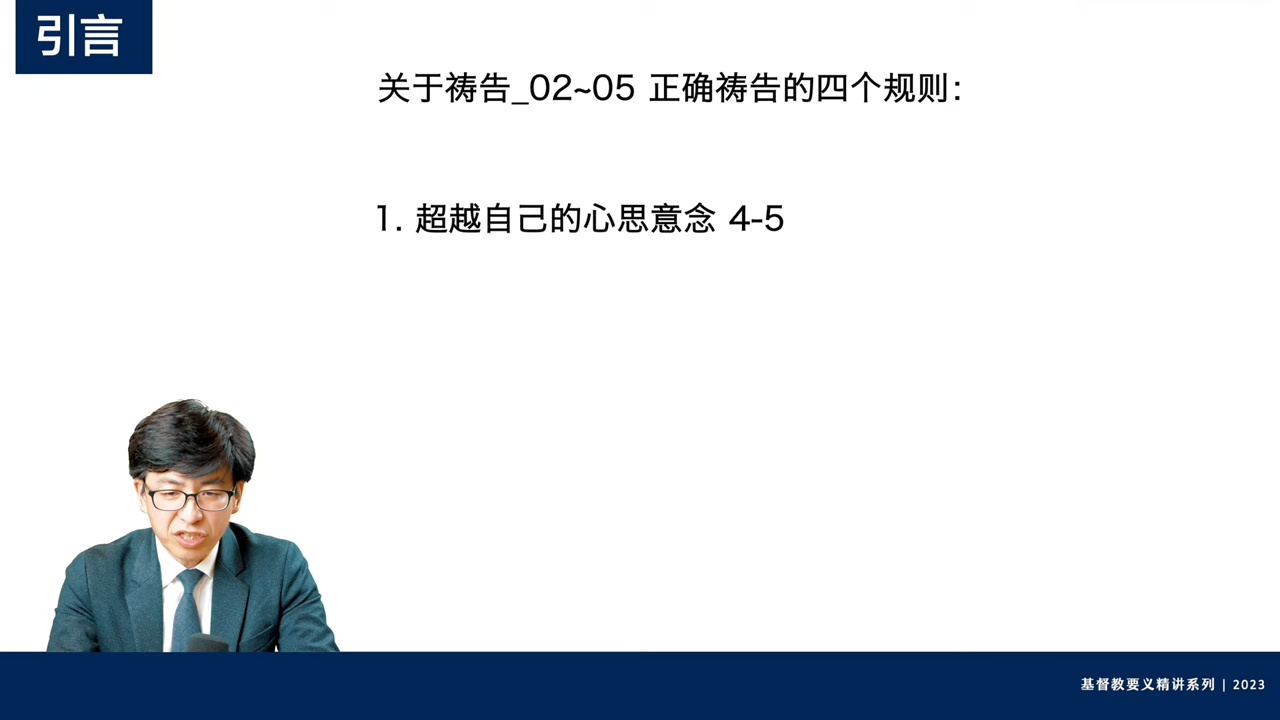 引言
关于祷告_02~05 正确祷告的四个规则：
1. 超越自己的心思意念 4-5
基督教要义精讲系列 | 2023